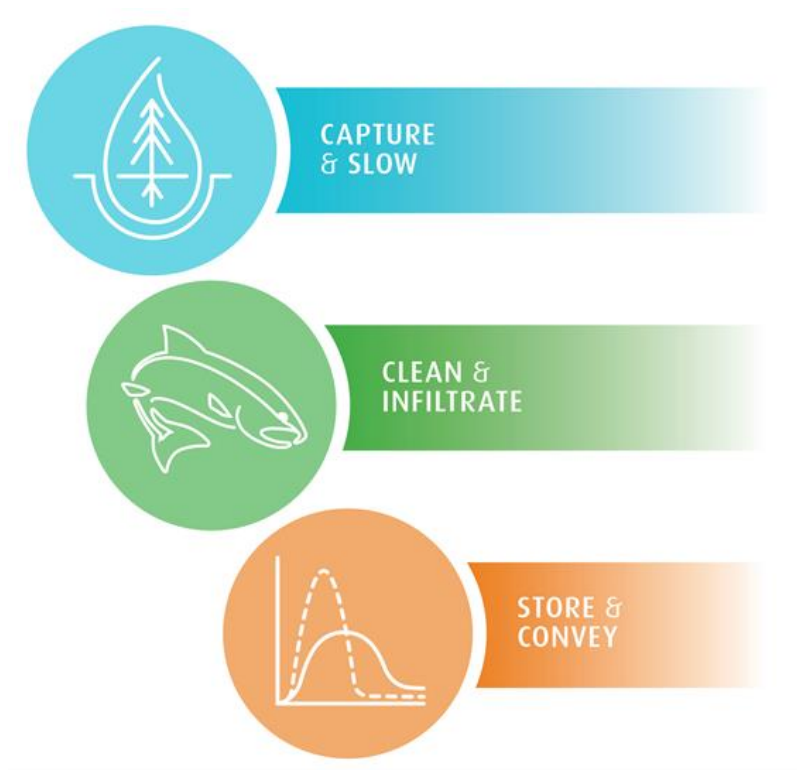 CAPTURE
& SLOW
CLEAN &
INFILTRATE
STORE &
CONVEY